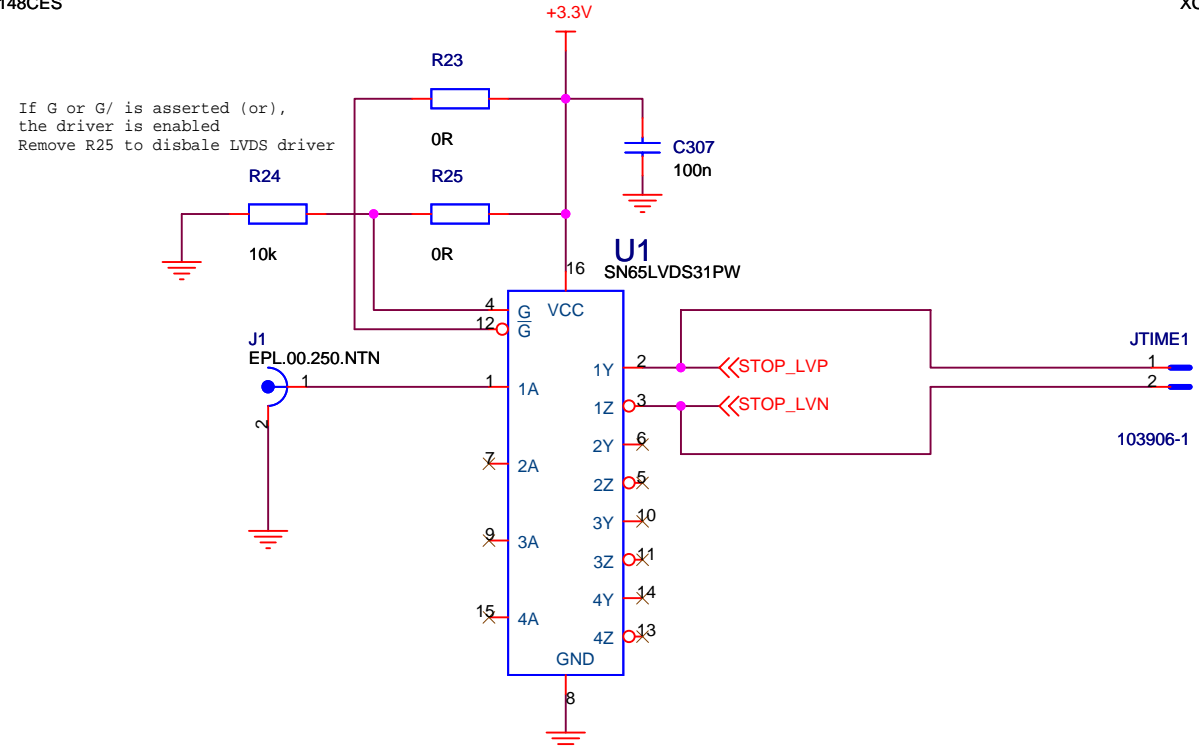 148CES
XC
+3.3V
R23
If G or G/ is asserted (or),
the driver is enabled
Remove R25 to disbale LVDS driver
0R
C307
100n
R24
R25
10k
0R
U1
SN65LVDS31PW
16
VCC
4
G
12
G
J1
EPL.00.250.NTN
1
1
1A
2
1Y
2
STOP_LVP
JTIME1
1
2
1Z
3
STOP_LVN
103906-1
2Y
6
7
2A
2Z
5
3Y
10
9
3A
3Z
11
4Y
14
15
4A
4Z
13
GND
8